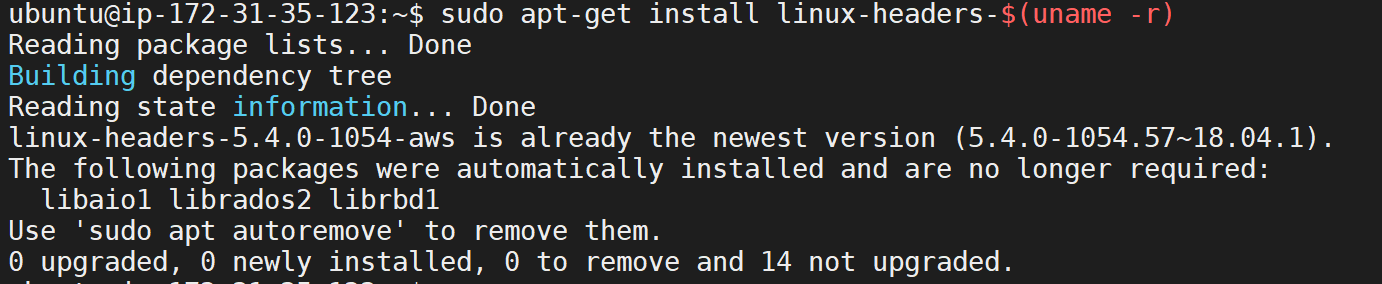 ubuntu@ip-172-31-35-123:~$ sudo apt-get install linux-headers-$(uname -r)
Reading package lists... Done
Building dependency tree
Reading state information... Done
linux-headers-5.4.0-1054-aws is already the newest version (5.4.0-1054.57~18.04.1).
The following packages were automatically installed and are no longer required:
  libaio1 librados2 librbd1
Use 'sudo apt autoremove' to remove them.
0 upgraded, 0 newly installed, 0 to remove and 14 not upgraded.